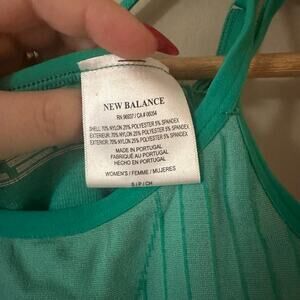 NEW BALANCE
RN 96937 / CA# 06054
SHELL: 70% NYLON 25% POLYESTER 5% SPANDEX
EXTERIEUR: 70% NYLON 25% POLYESTER 5% SPANDEX
EXTERIOR: 70% NYLON 25% POLYESTER 5% SPANDEX
MADE IN PORTUGAL
FABRIQUÉ AU PORTUGAL
HECHO EN PORTUGAL
WOMEN'S / FEMME / MUJERES
S / P / CH